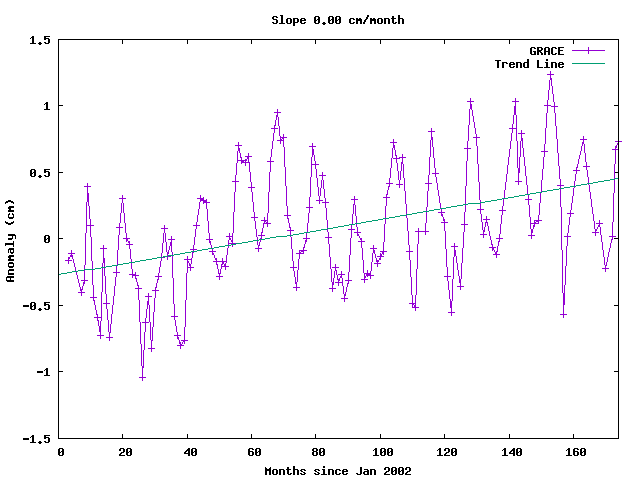 Slope 0.00 cm/month
1.5
GRACE
Trend Line
1
0.5
Anomaly (cm)
0
-0.5
-1
-1.5
0 20 40 60 80 100 120 140 160
Months since Jan 2002